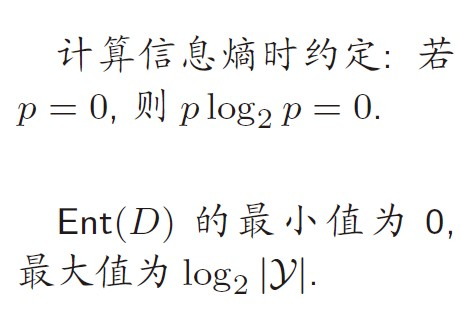 计算信息熵时约定: 若
p = 0, 则 p log₂ p = 0.
Ent(D) 的最小值为 0,
最大值为 log₂ |𝒴|.